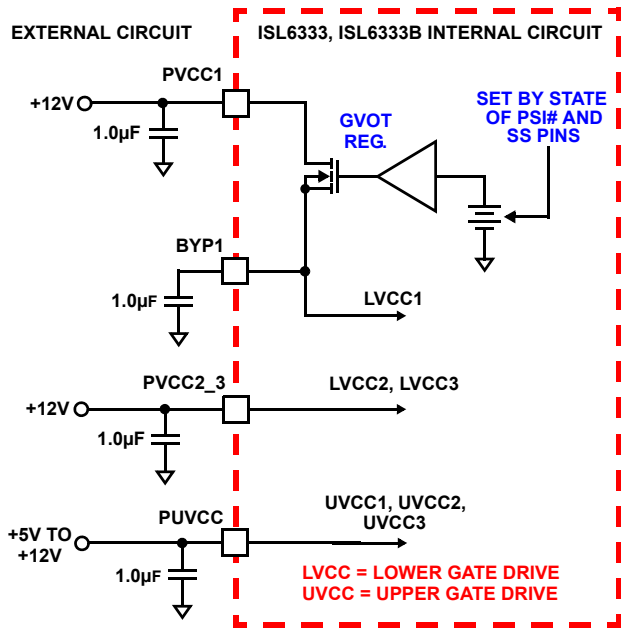 EXTERNAL CIRCUIT
ISL6333, ISL6333B INTERNAL CIRCUIT
PVCC1
+12V
1.0µF
GVOT
REG.
SET BY STATE
OF PSI# AND
SS PINS
BYP1
1.0µF
LVCC1
PVCC2_3
+12V
1.0µF
LVCC2, LVCC3
PUVCC
+5V TO
+12V
1.0µF
UVCC1, UVCC2,
UVCC3
LVCC = LOWER GATE DRIVE
UVCC = UPPER GATE DRIVE